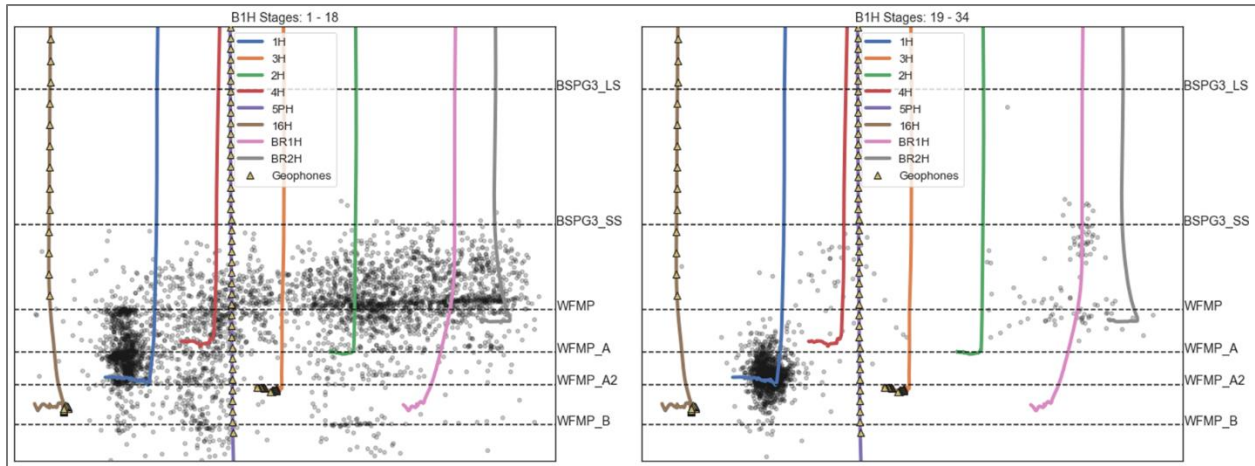 B1H Stages: 1 - 18
1H
3H
2H
4H
5PH
16H
BR1H
BR2H
Geophones
BSPG3_LS
BSPG3_SS
WFMP
WFMP_A
WFMP_A2
WFMP_B
B1H Stages: 19 - 34
1H
3H
2H
4H
5PH
16H
BR1H
BR2H
Geophones
BSPG3_LS
BSPG3_SS
WFMP
WFMP_A
WFMP_A2
WFMP_B